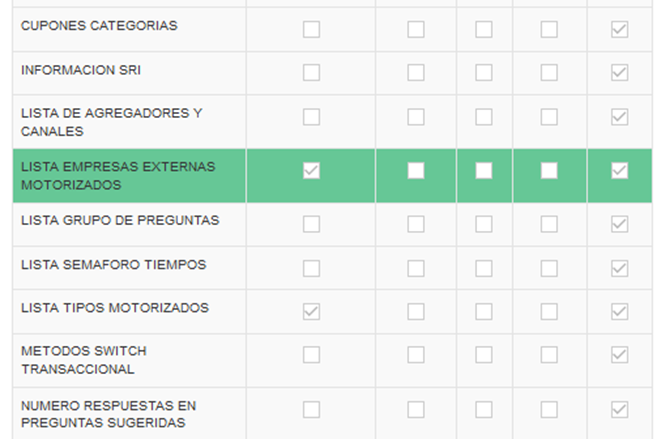 CUPONES CATEGORIAS
INFORMACION SRI
LISTA DE AGREGADORES Y
CANALES
LISTA EMPRESAS EXTERNAS
MOTORIZADOS
LISTA GRUPO DE PREGUNTAS
LISTA SEMAFORO TIEMPOS
LISTA TIPOS MOTORIZADOS
METODOS SWITCH
TRANSACCIONAL
NUMERO RESPUESTAS EN
PREGUNTAS SUGERIDAS